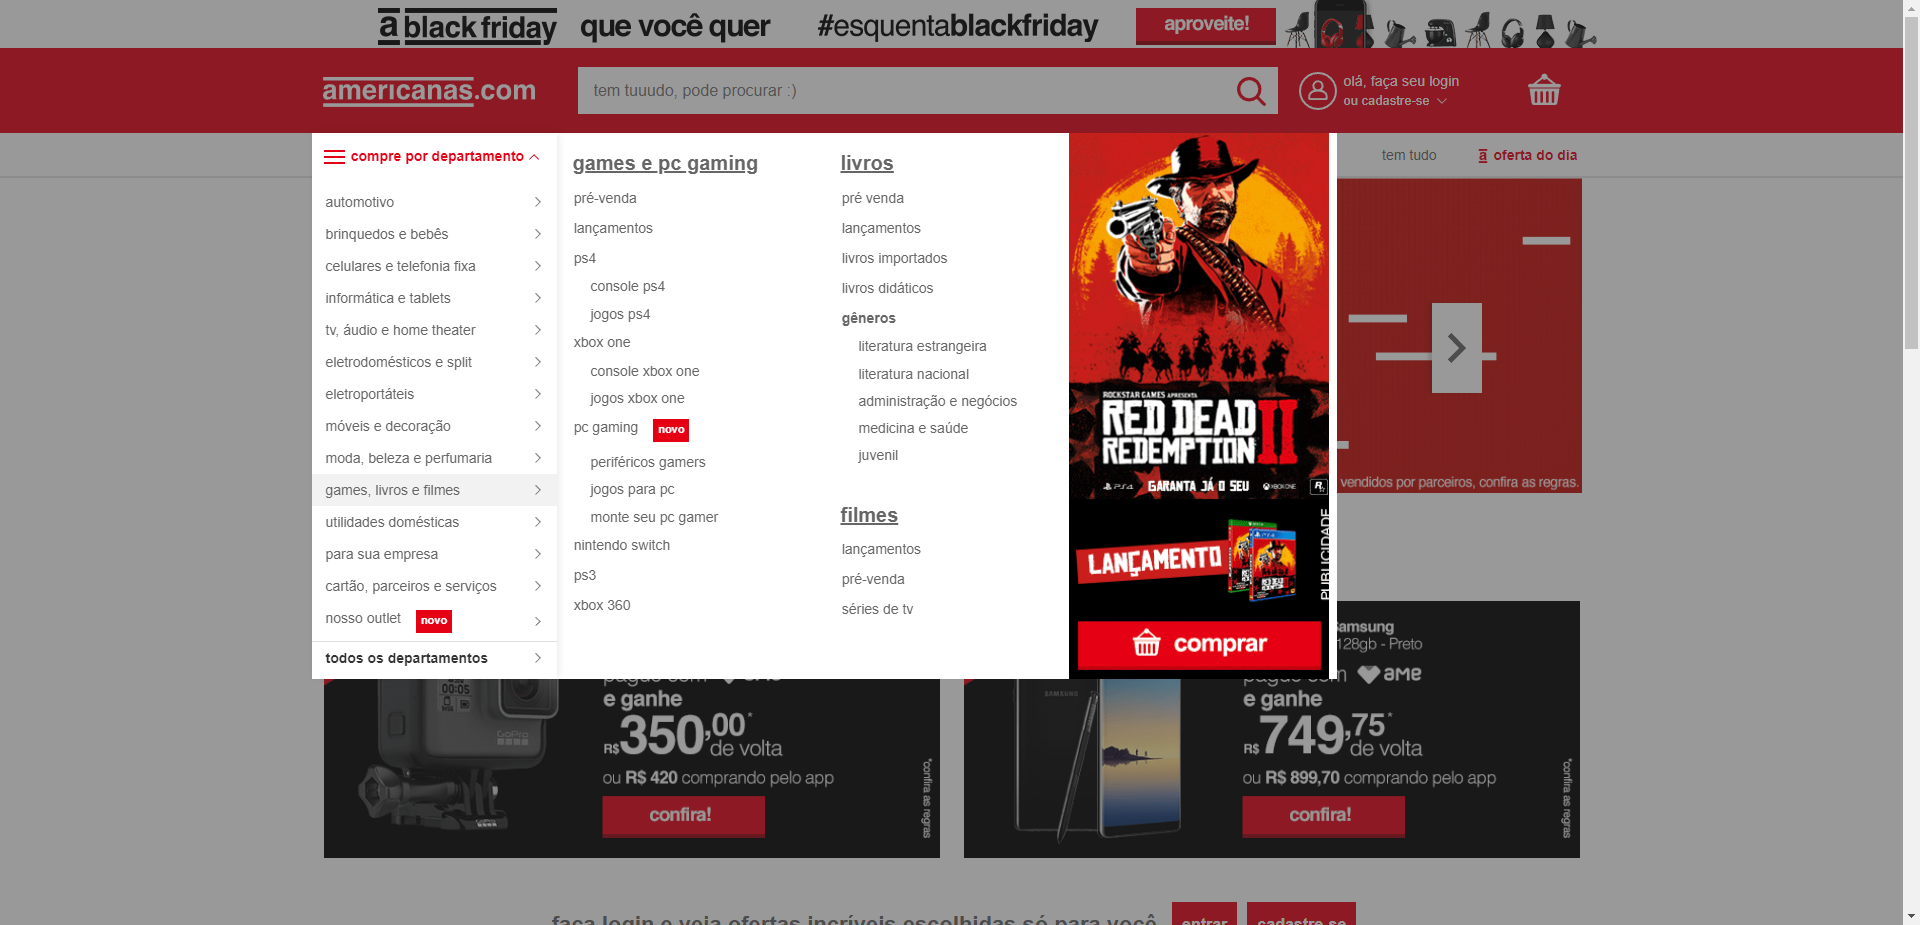 a black friday que você quer #esquentablackfriday aproveite!
americanas.com
tem tuuudo, pode procurar :)
olá, faça seu login
ou cadastre-se
compre por departamento
tem tudo
a oferta do dia
automotivo
brinquedos e bebês
celulares e telefonia fixa
informática e tablets
tv, áudio e home theater
eletrodomésticos e split
eletroportáteis
móveis e decoração
moda, beleza e perfumaria
games, livros e filmes
utilidades domésticas
para sua empresa
cartão, parceiros e serviços
nosso outlet novo
todos os departamentos
games e pc gaming
pré-venda
lançamentos
ps4
console ps4
jogos ps4
xbox one
console xbox one
jogos xbox one
pc gaming novo
periféricos gamers
jogos para pc
monte seu pc gamer
nintendo switch
ps3
xbox 360
livros
pré venda
lançamentos
livros importados
livros didáticos
gêneros
literatura estrangeira
literatura nacional
administração e negócios
medicina e saúde
juvenil
filmes
lançamentos
pré-venda
séries de tv
ROCKSTAR GAMES APRESENTA
RED DEAD
REDEMPTION II
PS4 GARANTA JÁ O SEU XBOX ONE R
LANÇAMENTO
PUBLICIDADE
comprar
vendidos por parceiros, confira as regras.
00:05
GoPro
e ganhe
R$350,00*
de volta
ou R$ 420 comprando pelo app
confira!
*confira as regras
Samsung
128gb - Preto
SAMSUNG
pague com ame
e ganhe
R$749,75*
de volta
ou R$ 899,70 comprando pelo app
confira!
*confira as regras
faça login e veja ofertas incríveis escolhidas só para você
entrar
cadastre-se